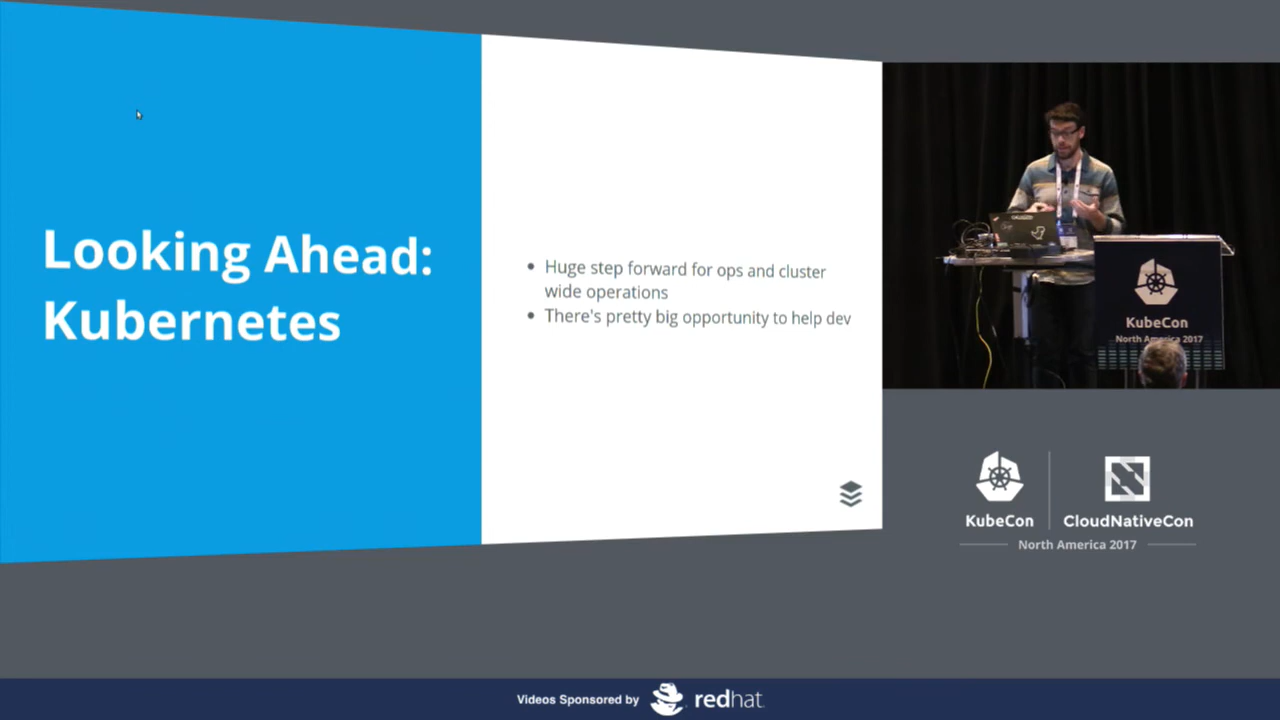 Looking Ahead:
Kubernetes
• Huge step forward for ops and cluster
wide operations
• There's pretty big opportunity to help dev
KubeCon
North America 2017
KubeCon
CloudNativeCon
North America 2017
Videos Sponsored by
redhat